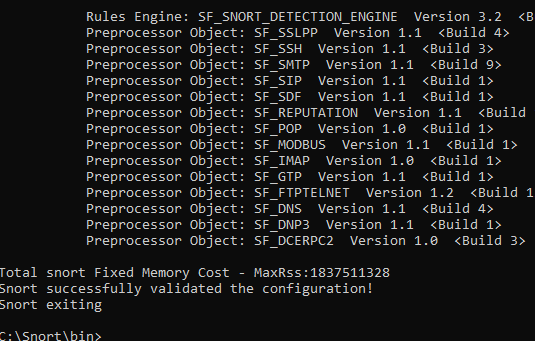 Rules Engine: SF_SNORT_DETECTION_ENGINE  Version 3.2  <B
Preprocessor Object: SF_SSLPP  Version 1.1  <Build 4>
Preprocessor Object: SF_SSH  Version 1.1  <Build 3>
Preprocessor Object: SF_SMTP  Version 1.1  <Build 9>
Preprocessor Object: SF_SIP  Version 1.1  <Build 1>
Preprocessor Object: SF_SDF  Version 1.1  <Build 1>
Preprocessor Object: SF_REPUTATION  Version 1.1  <Build
Preprocessor Object: SF_POP  Version 1.0  <Build 1>
Preprocessor Object: SF_MODBUS  Version 1.1  <Build 1>
Preprocessor Object: SF_IMAP  Version 1.0  <Build 1>
Preprocessor Object: SF_GTP  Version 1.1  <Build 1>
Preprocessor Object: SF_FTPTELNET  Version 1.2  <Build 1
Preprocessor Object: SF_DNS  Version 1.1  <Build 4>
Preprocessor Object: SF_DNP3  Version 1.1  <Build 1>
Preprocessor Object: SF_DCERPC2  Version 1.0  <Build 3>
Total snort Fixed Memory Cost - MaxRss:1837511328
Snort successfully validated the configuration!
Snort exiting
C:\Snort\bin>